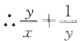 ∴ y/x + 1/y